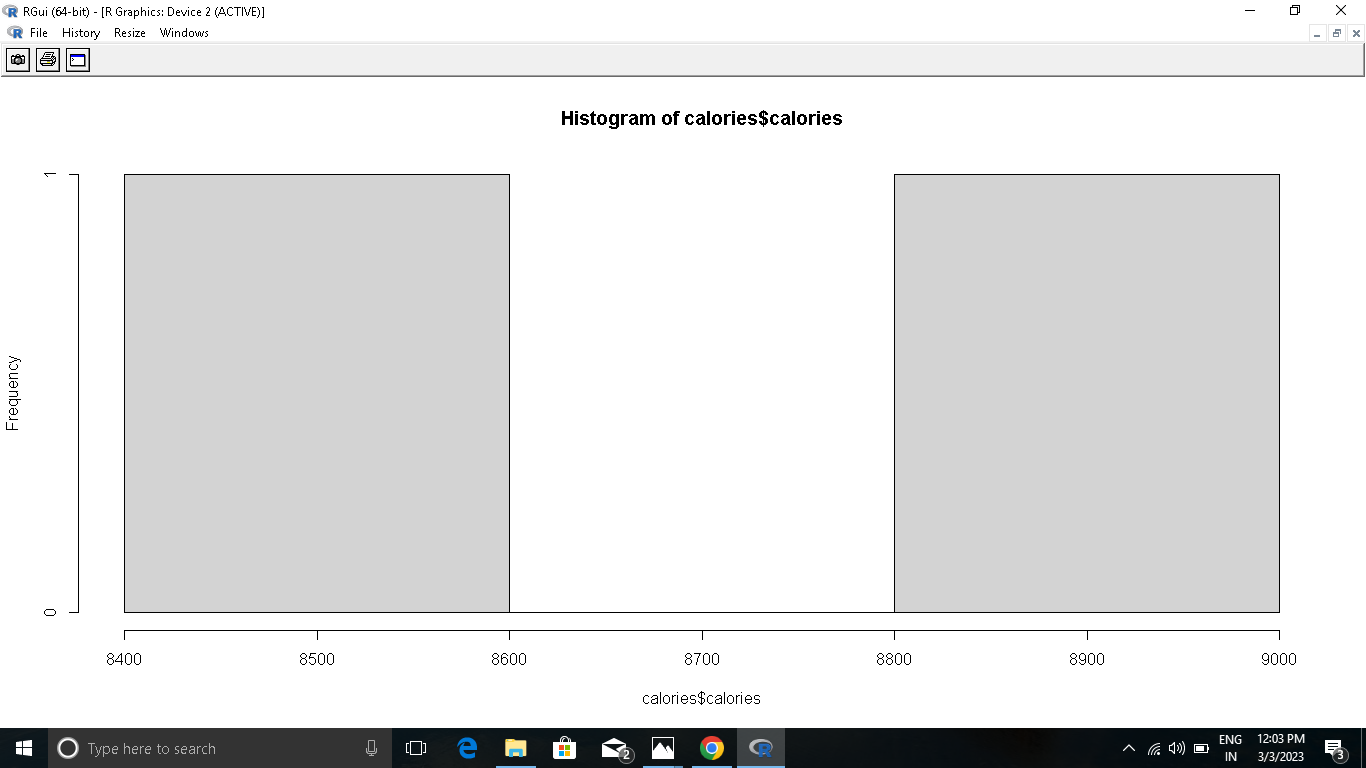 RGui (64-bit) - [R Graphics: Device 2 (ACTIVE)]
File History Resize Windows
Histogram of calories$calories
1
Frequency
0
8400 8500 8600 8700 8800 8900 9000
calories$calories
Type here to search
2
ENG
IN
12:03 PM
3/3/2023
3